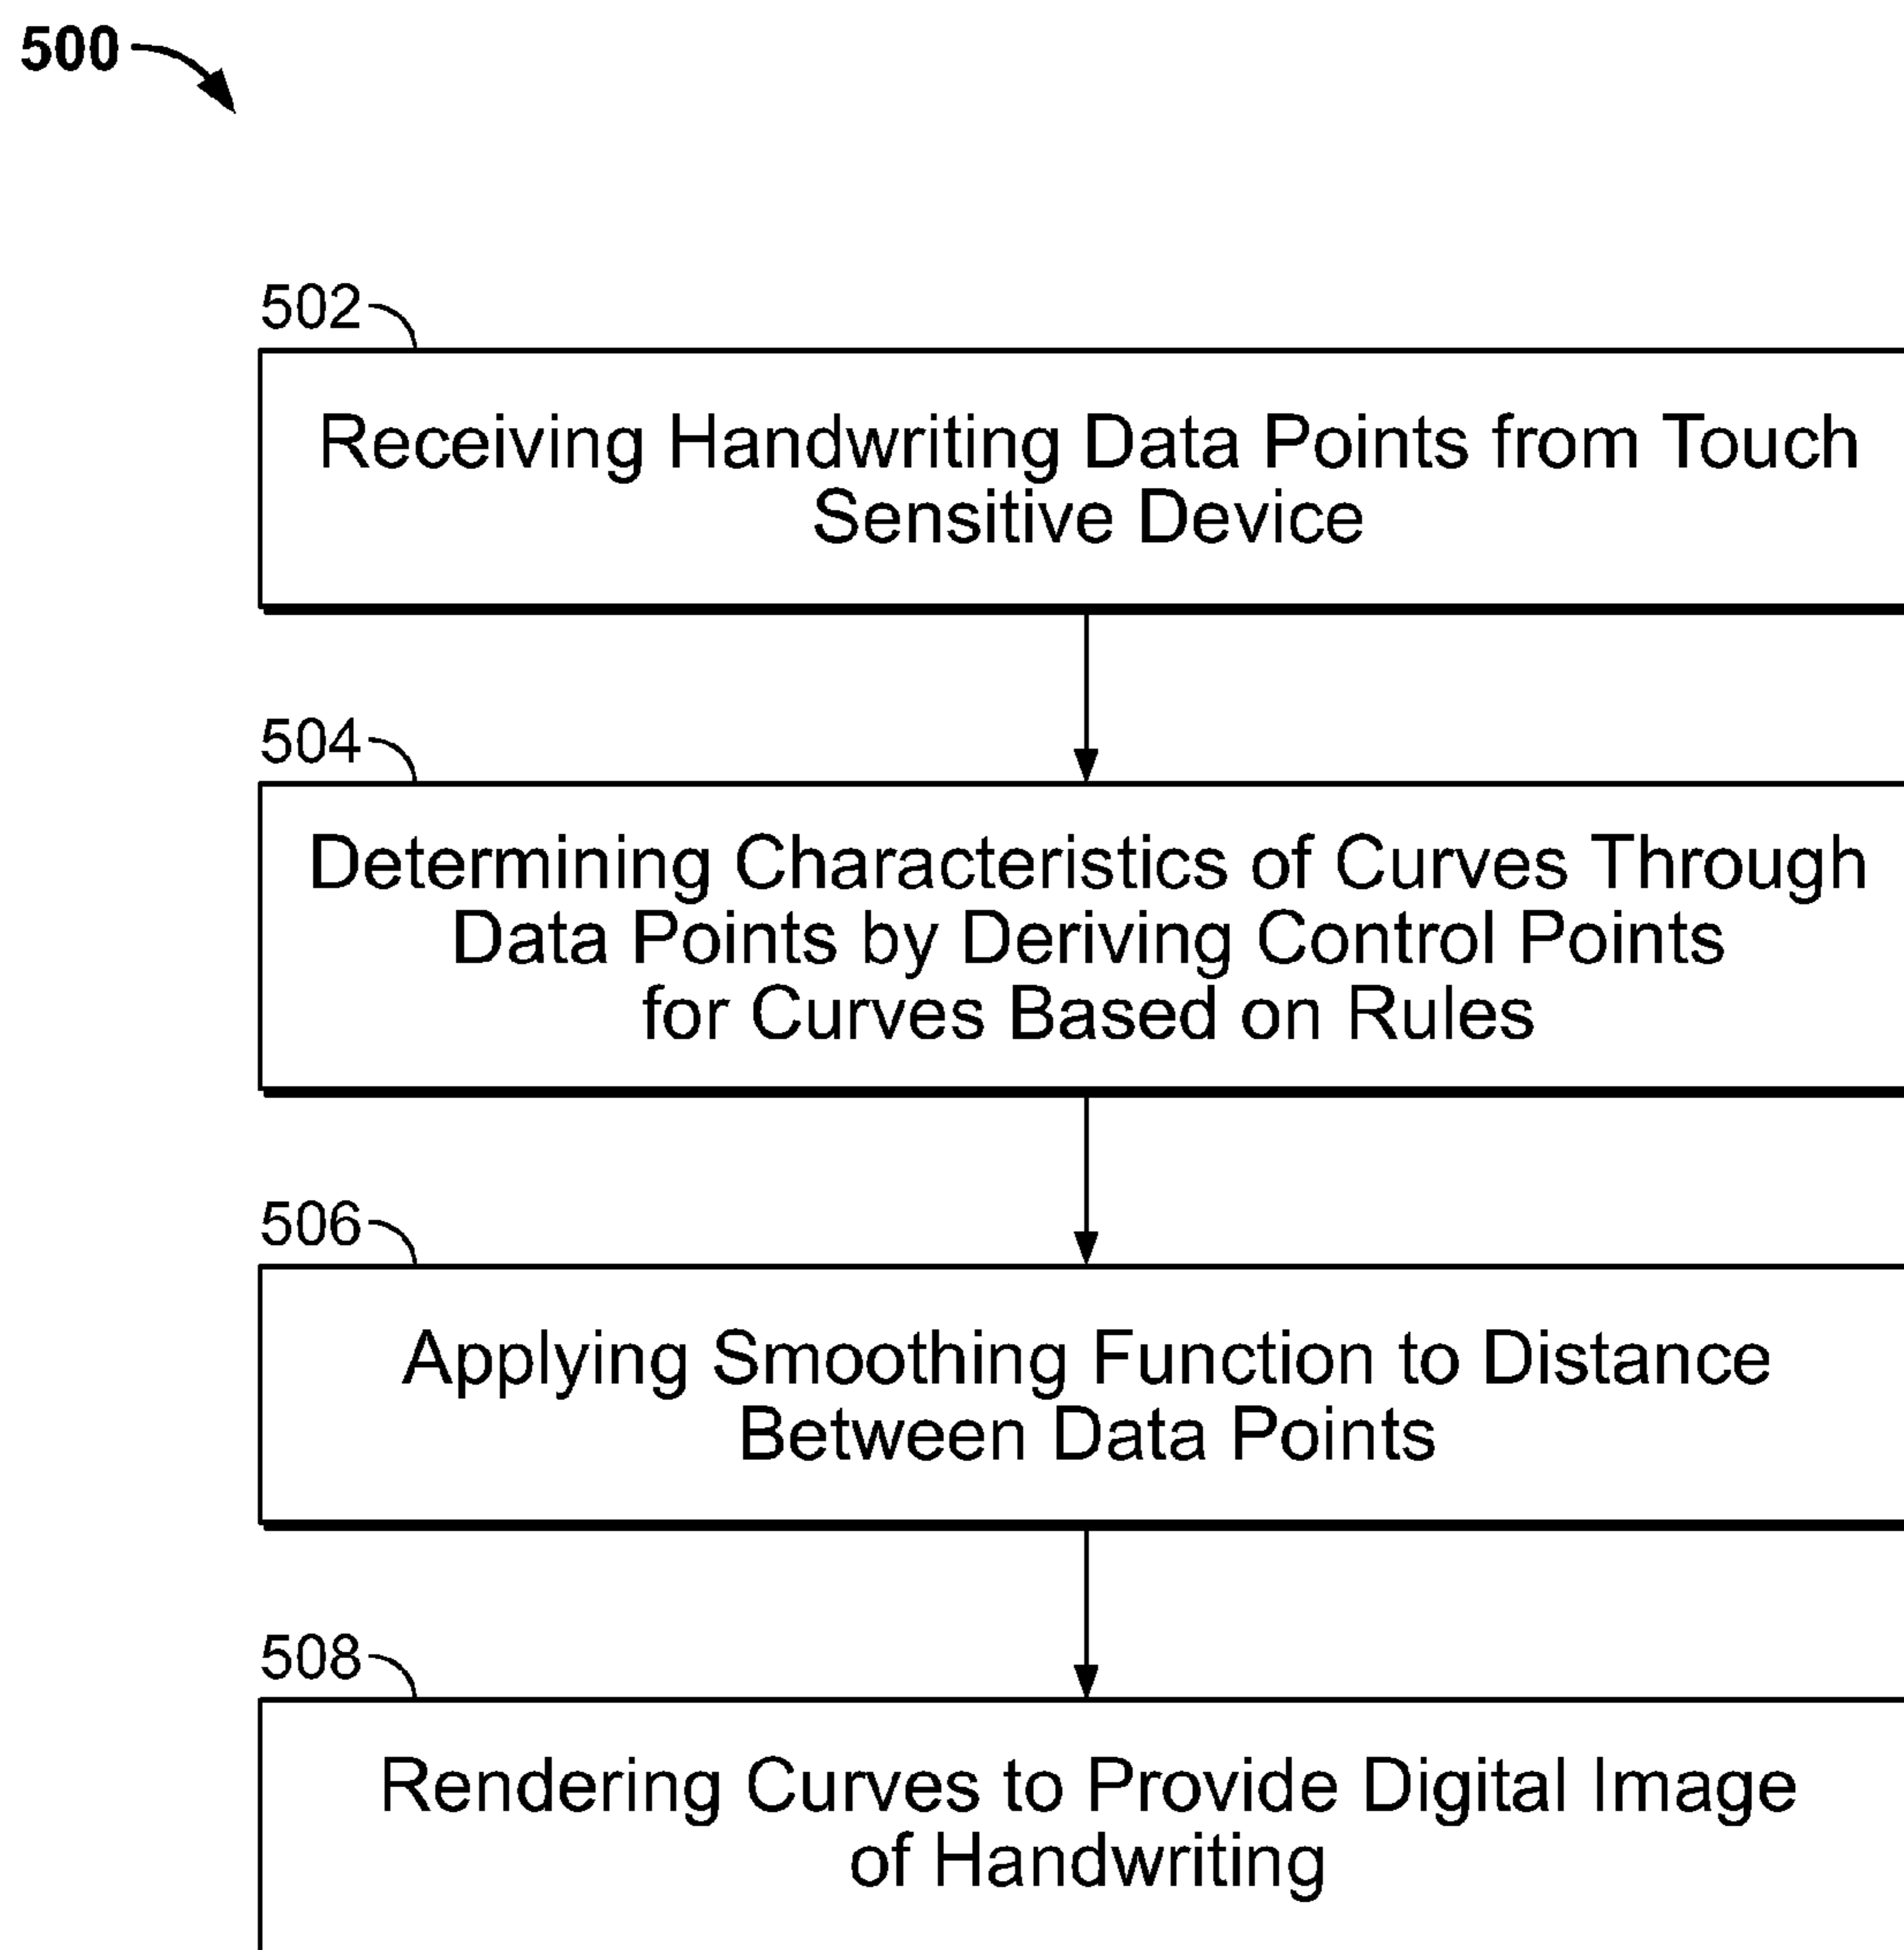 500
502
Receiving Handwriting Data Points from Touch
Sensitive Device
504
Determining Characteristics of Curves Through
Data Points by Deriving Control Points
for Curves Based on Rules
506
Applying Smoothing Function to Distance
Between Data Points
508
Rendering Curves to Provide Digital Image
of Handwriting